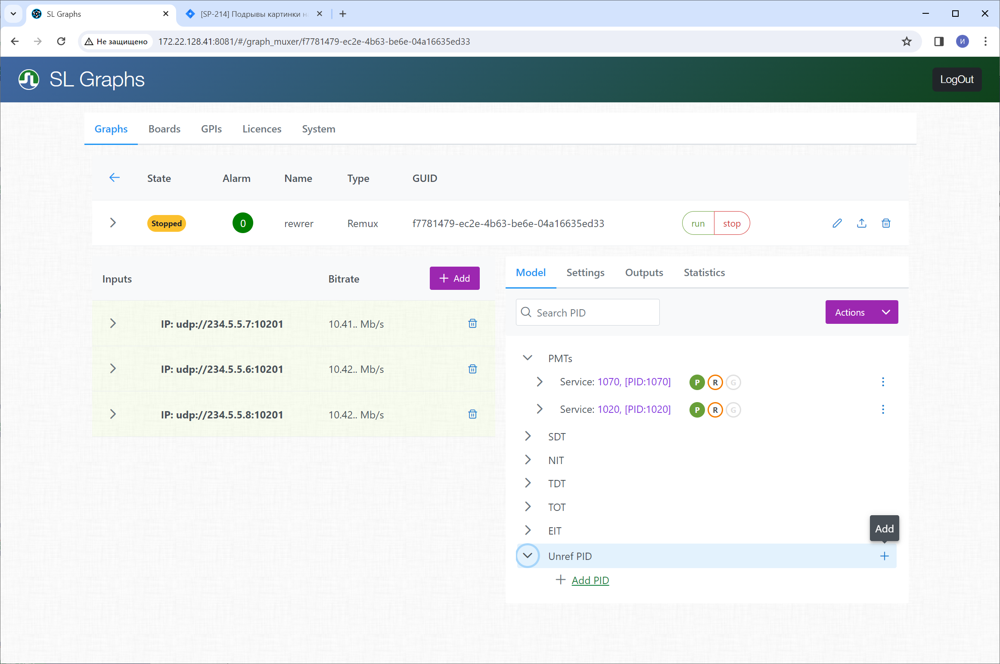 SL Graphs
[SP-214] Подрывы картинки н
Не защищено
172.22.128.41:8081/#/graph_muxer/f7781479-ec2e-4b63-be6e-04a16635ed33
И
SL Graphs
LogOut
Graphs Boards GPIs Licences System
State Alarm Name Type GUID
Stopped 0 rewrer Remux f7781479-ec2e-4b63-be6e-04a16635ed33 run stop
Inputs Bitrate Add
IP: udp://234.5.5.7:10201 10.41.. Mb/s
IP: udp://234.5.5.6:10201 10.42.. Mb/s
IP: udp://234.5.5.8:10201 10.42.. Mb/s
Model Settings Outputs Statistics
Search PID Actions
PMTs
Service: 1070, [PID:1070] P R G
Service: 1020, [PID:1020] P R G
SDT
NIT
TDT
TOT
EIT
Add
Unref PID
Add PID